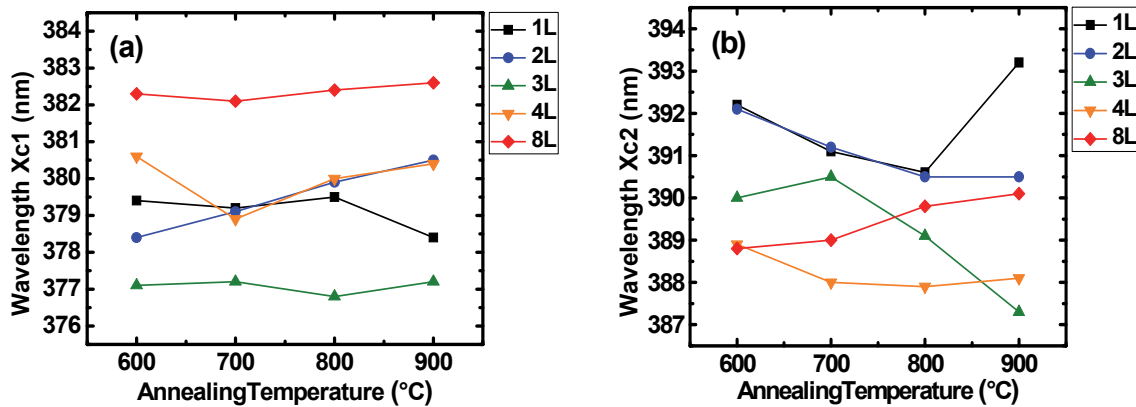 (a)
Wavelength Xc1 (nm)
384
383
382
381
380
379
378
377
376
600 700 800 900
AnnealingTemperature (°C)
1L
2L
3L
4L
8L
(b)
Wavelength Xc2 (nm)
394
393
392
391
390
389
388
387
600 700 800 900
AnnealingTemperature (°C)
1L
2L
3L
4L
8L